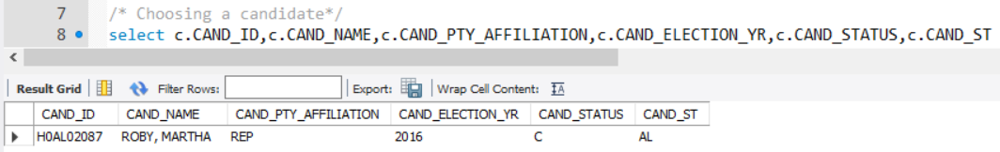 7 /* Choosing a candidate*/
8 select c.CAND_ID,c.CAND_NAME,c.CAND_PTY_AFFILIATION,c.CAND_ELECTION_YR,c.CAND_STATUS,c.CAND_ST
Result Grid Filter Rows: Export: Wrap Cell Content: IA
CAND_ID CAND_NAME CAND_PTY_AFFILIATION CAND_ELECTION_YR CAND_STATUS CAND_ST
H0AL02087 ROBY, MARTHA REP 2016 C AL